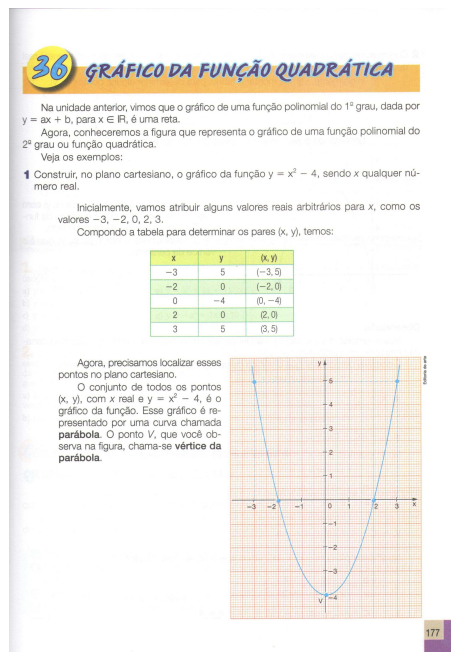 36 GRÁFICO DA FUNÇÃO QUADRÁTICA
Na unidade anterior, vimos que o gráfico de uma função polinomial do 1º grau, dada por
y = ax + b, para x ∈ IR, é uma reta.
Agora, conheceremos a figura que representa o gráfico de uma função polinomial do
2º grau ou função quadrática.
Veja os exemplos:
1 Construir, no plano cartesiano, o gráfico da função y = x² − 4, sendo x qualquer nú-
mero real.
Inicialmente, vamos atribuir alguns valores reais arbitrários para x, como os
valores −3, −2, 0, 2, 3.
Compondo a tabela para determinar os pares (x, y), temos:
x y (x, y)
−3 5 (−3, 5)
−2 0 (−2, 0)
0 −4 (0, −4)
2 0 (2, 0)
3 5 (3, 5)
Agora, precisamos localizar esses
pontos no plano cartesiano.
O conjunto de todos os pontos
(x, y), com x real e y = x² − 4, é o
gráfico da função. Esse gráfico é re-
presentado por uma curva chamada
parábola. O ponto V, que você ob-
serva na figura, chama-se vértice da
parábola.
y
5
4
3
2
1
−3 −2 −1 0 1 2 3 x
−1
−2
−3
V −4
Editoria de arte
177